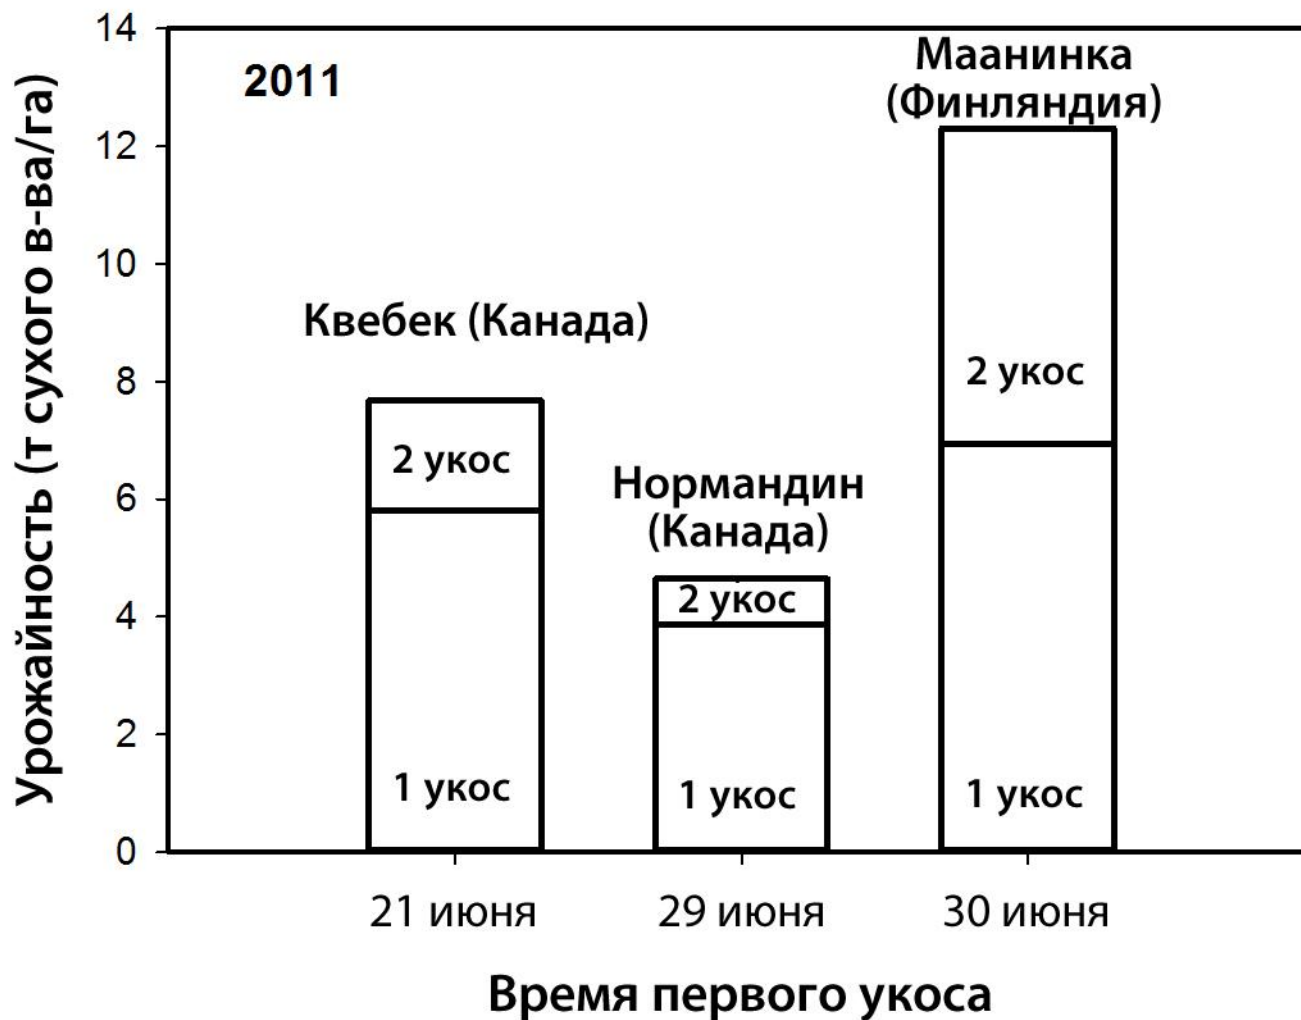 Урожайность (т сухого в-ва/га)
14
12
10
8
6
4
2
0
2011
Квебек (Канада)
2 укос
1 укос
Нормандин
(Канада)
2 укос
1 укос
Маанинка
(Финляндия)
2 укос
1 укос
21 июня
29 июня
30 июня
Время первого укоса